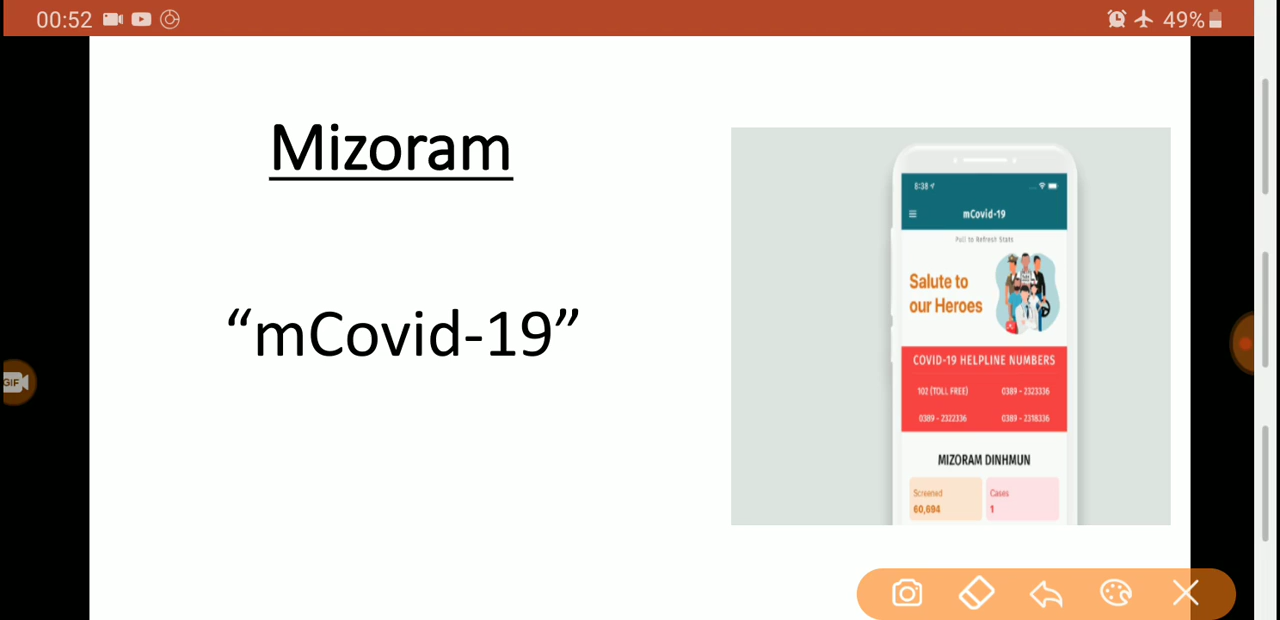 00:52
49%
Mizoram
“mCovid-19”
GIF
8:38
mCovid-19
Pull to Refresh Stats
Salute to
our Heroes
COVID-19 HELPLINE NUMBERS
102 (TOLL FREE) 0389 - 2323336
0389 - 2322336 0389 - 2318336
MIZORAM DINHMUN
Screened Cases
60,694 1